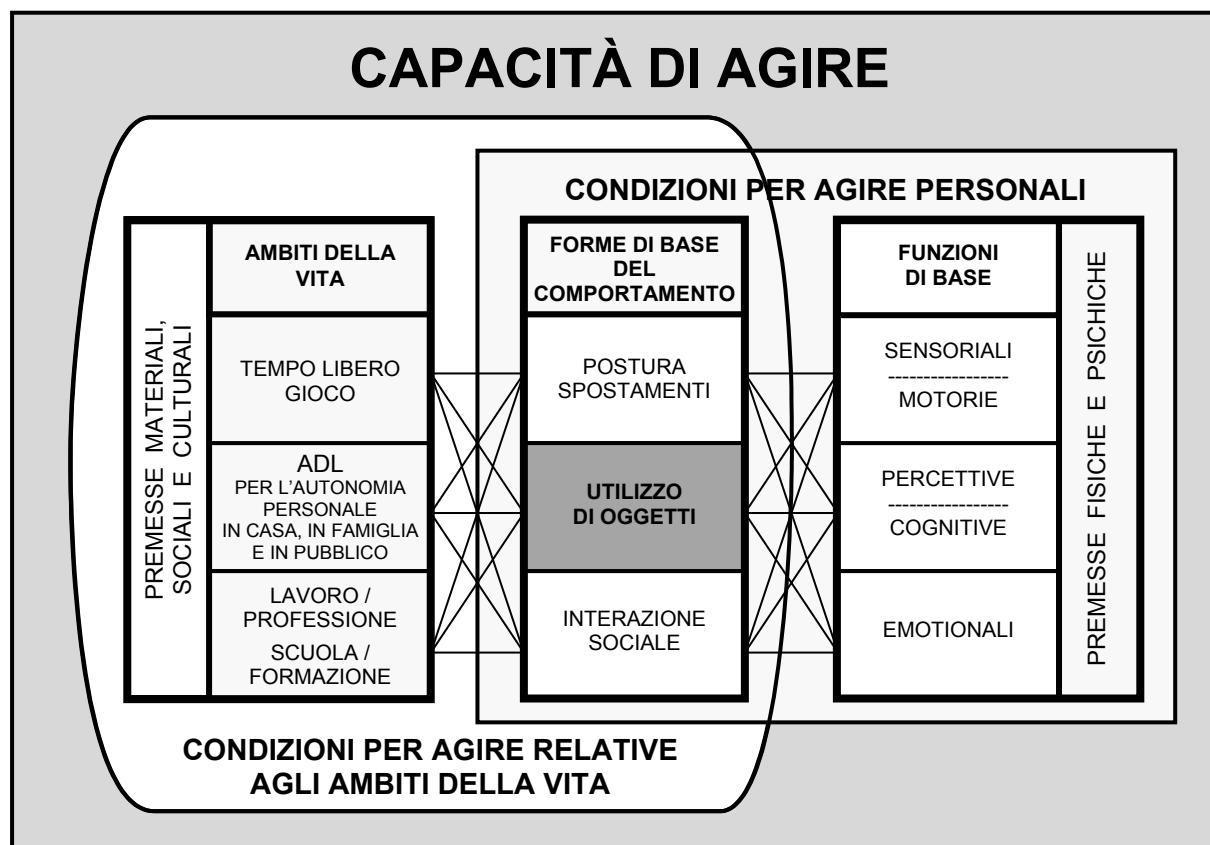 CAPACITÀ DI AGIRE
CONDIZIONI PER AGIRE PERSONALI
PREMESSE MATERIALI,
SOCIALI E CULTURALI
AMBITI DELLA
VITA
TEMPO LIBERO
GIOCO
ADL
PER L’AUTONOMIA
PERSONALE
IN CASA, IN FAMIGLIA
E IN PUBBLICO
LAVORO /
PROFESSIONE
SCUOLA /
FORMAZIONE
FORME DI BASE
DEL
COMPORTAMENTO
POSTURA
SPOSTAMENTI
UTILIZZO
DI OGGETTI
INTERAZIONE
SOCIALE
FUNZIONI
DI BASE
SENSORIALI
-----------------
MOTORIE
PERCETTIVE
-----------------
COGNITIVE
EMOTIONALI
PREMESSE FISICHE E PSICHICHE
CONDIZIONI PER AGIRE RELATIVE
AGLI AMBITI DELLA VITA